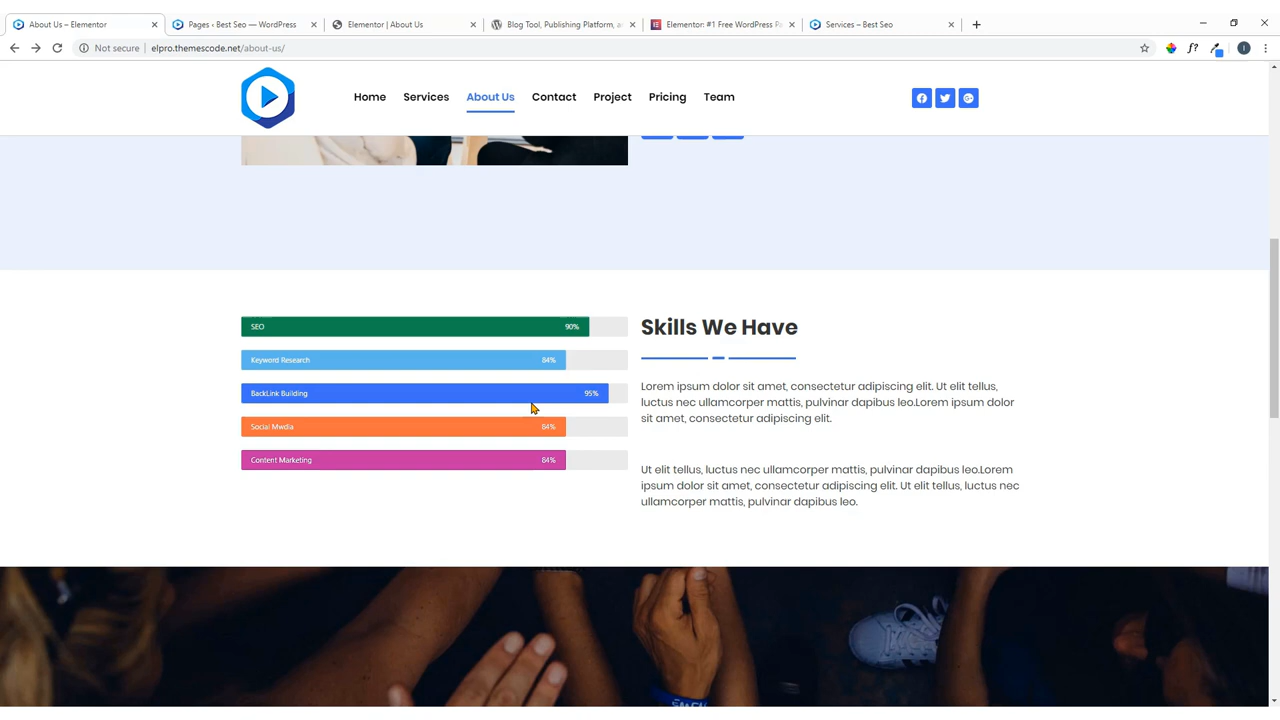 About Us – Elementor
Pages ‹ Best Seo — WordPress
Elementor | About Us
Blog Tool, Publishing Platform, a
Elementor: #1 Free WordPress P
Services – Best Seo
Not secure
elpro.themescode.net/about-us/
f?
I
Home
Services
About Us
Contact
Project
Pricing
Team
SEO 90%
Keyword Research 84%
BackLink Building 95%
Social Mwdia 84%
Content Marketing 84%
Skills We Have
Lorem ipsum dolor sit amet, consectetur adipiscing elit. Ut elit tellus,
luctus nec ullamcorper mattis, pulvinar dapibus leo.Lorem ipsum dolor
sit amet, consectetur adipiscing elit.
Ut elit tellus, luctus nec ullamcorper mattis, pulvinar dapibus leo.Lorem
ipsum dolor sit amet, consectetur adipiscing elit. Ut elit tellus, luctus nec
ullamcorper mattis, pulvinar dapibus leo.